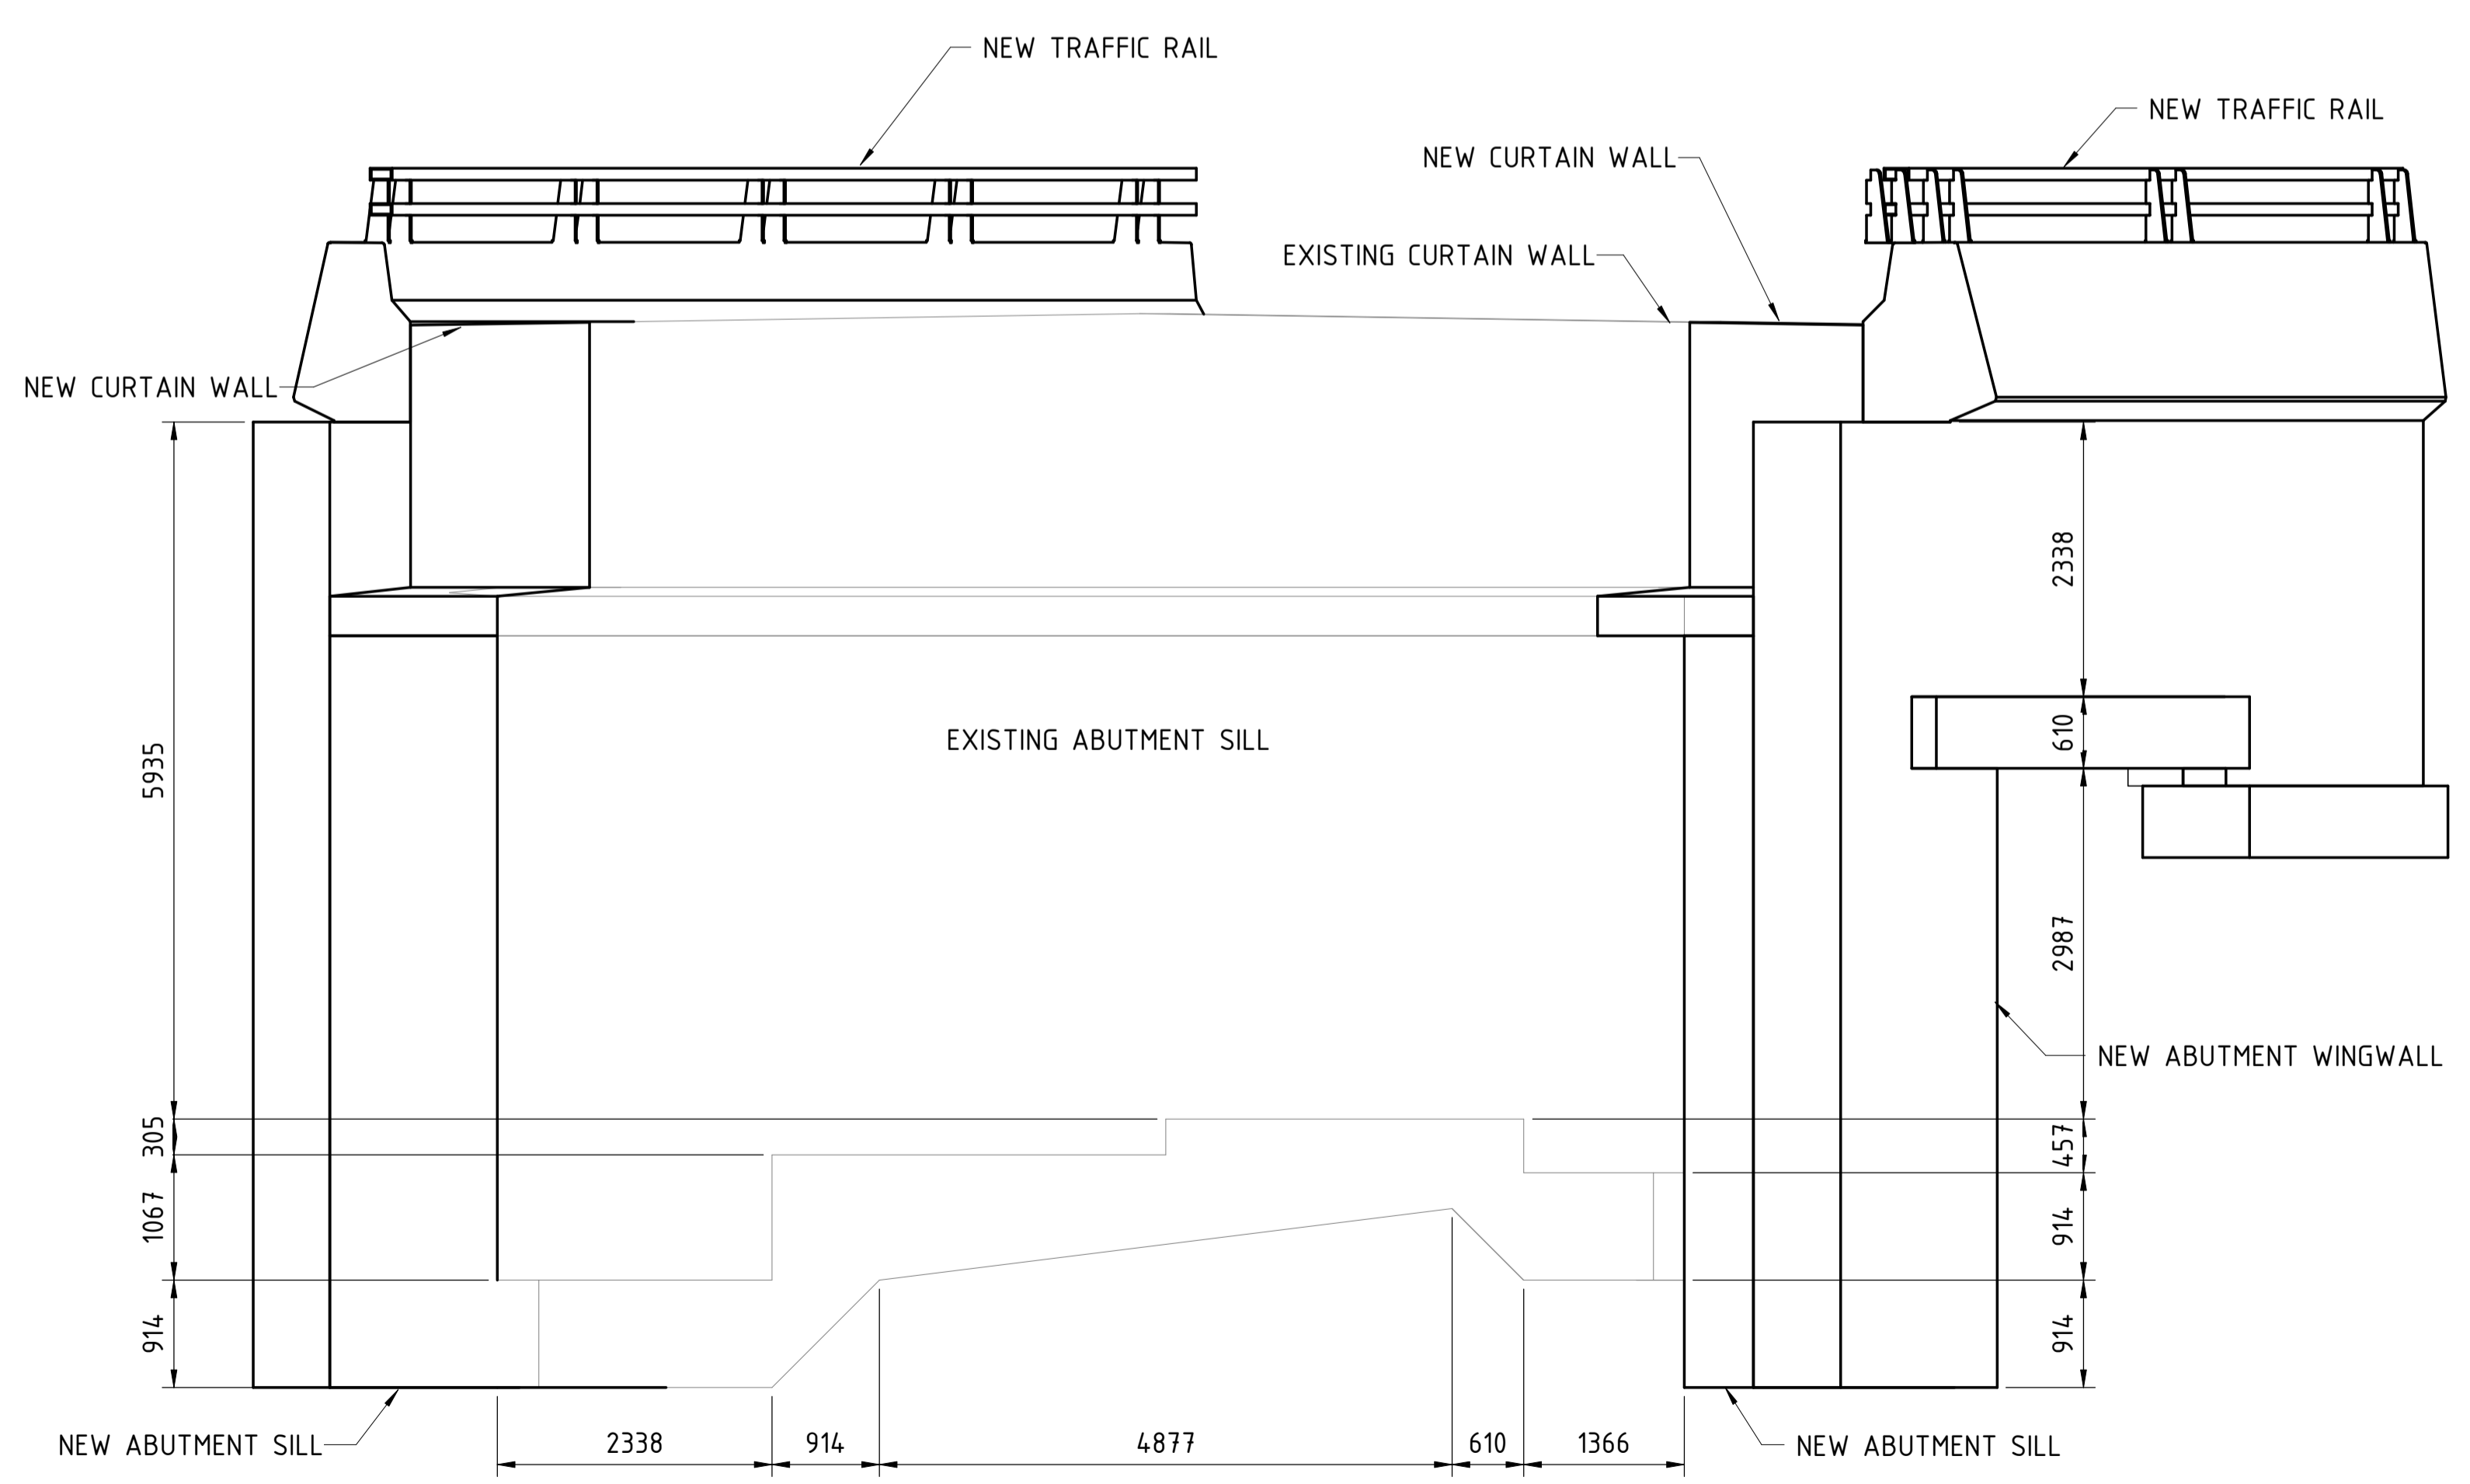 NEW TRAFFIC RAIL
NEW TRAFFIC RAIL
NEW CURTAIN WALL
EXISTING CURTAIN WALL
NEW CURTAIN WALL
2338
610
EXISTING ABUTMENT SILL
5935
2987
NEW ABUTMENT WINGWALL
305
457
1067
914
914
914
NEW ABUTMENT SILL
2338
914
4877
610
1366
NEW ABUTMENT SILL